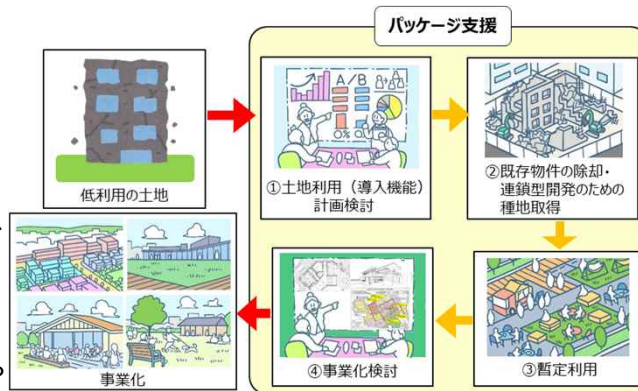 パッケージ支援
低利用の土地
A/B
①土地利用（導入機能）
計画検討
②既存物件の除却・
連鎖型開発のための
種地取得
③暫定利用
④事業化検討
事業化